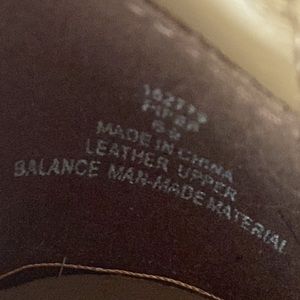 MADE IN CHINA
LEATHER UPPER
BALANCE MAN-MADE MATERIAL